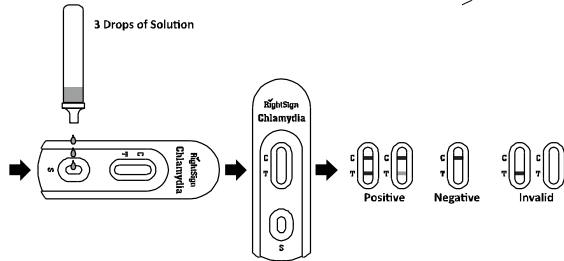 3 Drops of Solution
S
T C
RightSign
Chlamydia
RightSign
Chlamydia
C
T
S
C
T
C
T
Positive
C
T
Negative
C
T
C
T
Invalid